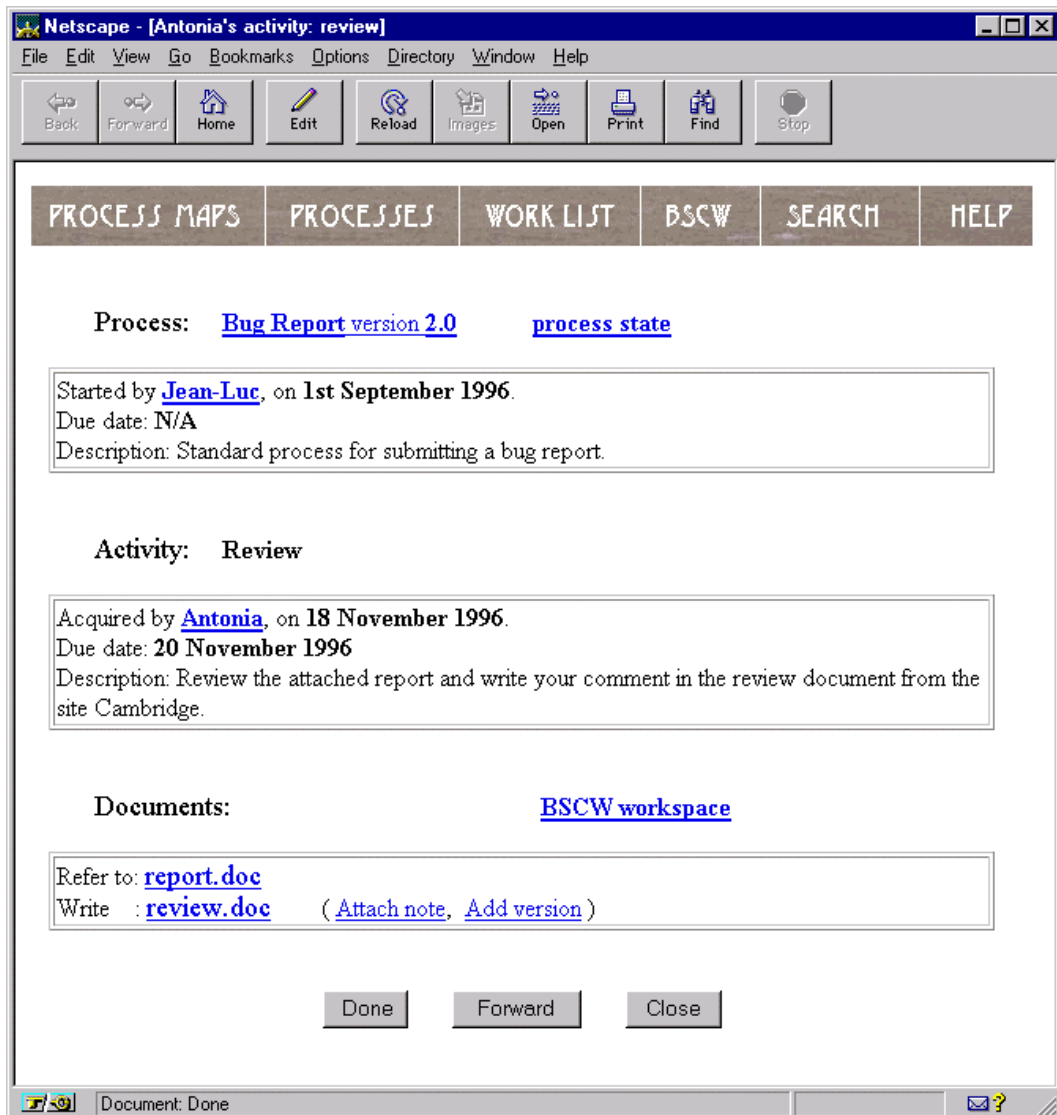 Netscape - [Antonia's activity: review]
File Edit View Go Bookmarks Options Directory Window Help
Back Forward Home Edit Reload Images Open Print Find Stop
PROCESS MAPS PROCESSES WORK LIST BSCW SEARCH HELP
Process: Bug Report version 2.0 process state
Started by Jean-Luc, on 1st September 1996.
Due date: N/A
Description: Standard process for submitting a bug report.
Activity: Review
Acquired by Antonia, on 18 November 1996.
Due date: 20 November 1996
Description: Review the attached report and write your comment in the review document from the
site Cambridge.
Documents: BSCW workspace
Refer to: report.doc
Write : review.doc ( Attach note, Add version )
Done Forward Close
Document: Done